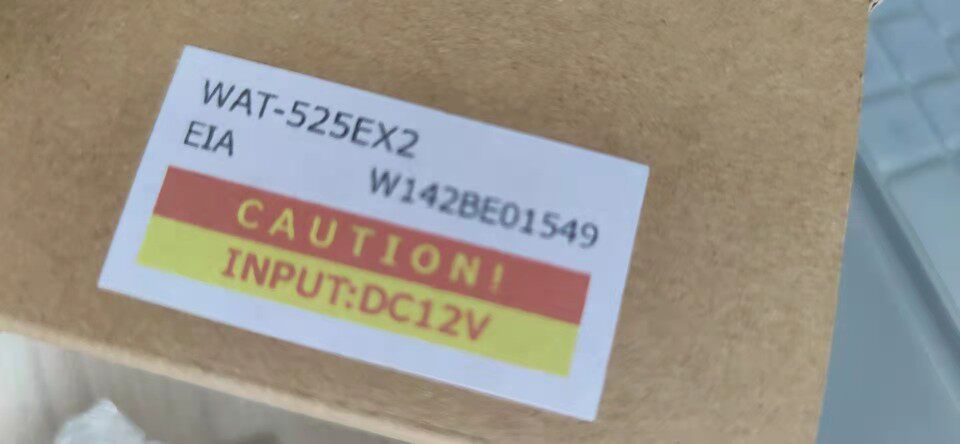 WAT-525EX2
EIA
W142BE01549
CAUTION!
INPUT:DC12V